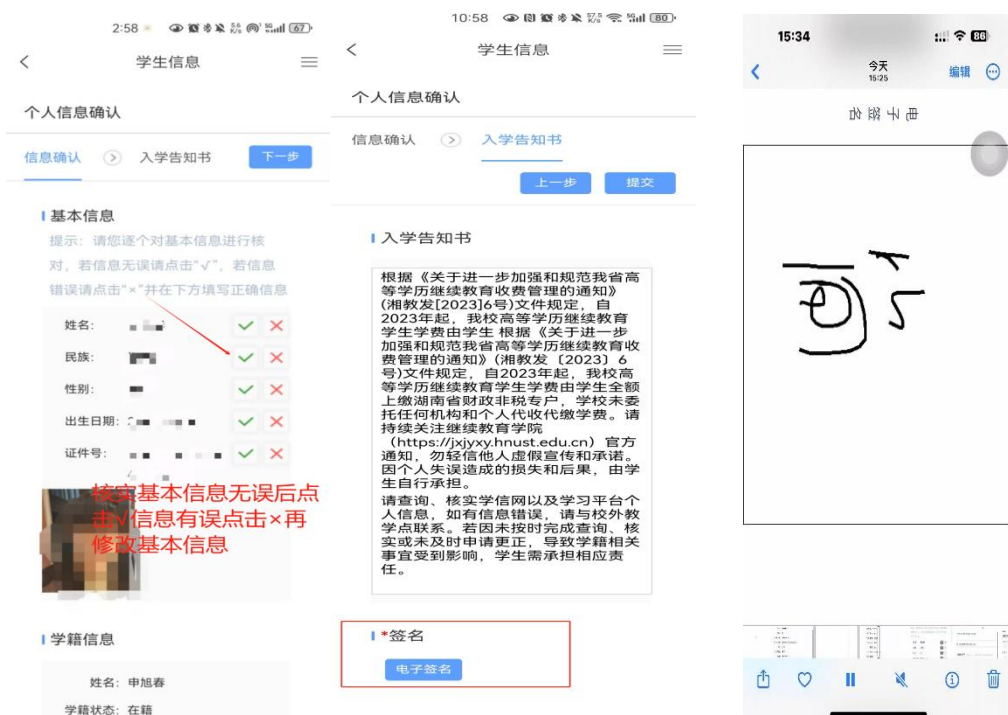 2:58
67
学生信息
个人信息确认
信息确认
入学告知书
下一步
基本信息
提示：请您逐个对基本信息进行核
对，若信息无误请点击“√”，若信息
错误请点击“×”并在下方填写正确信息
姓名：
民族：
性别：
出生日期：
证件号：
核实基本信息无误后点
击√信息有误点击×再
修改基本信息
学籍信息
姓名：申旭春
学籍状态：在籍
10:58
80
学生信息
个人信息确认
信息确认
入学告知书
上一步
提交
入学告知书
根据《关于进一步加强和规范我省高
等学历继续教育收费管理的通知》
(湘教发[2023]6号)文件规定，自
2023年起，我校高等学历继续教育
学生学费由学生 根据《关于进一步
加强和规范我省高等学历继续教育收
费管理的通知》(湘教发〔2023〕6
号)文件规定，自2023年起，我校高
等学历继续教育学生学费由学生全额
上缴湖南省财政非税专户，学校未委
托任何机构和个人代收代缴学费。请
持续关注继续教育学院
（https://jxjyxy.hnust.edu.cn）官方
通知，勿轻信他人虚假宣传和承诺。
因个人失误造成的损失和后果，由学
生自行承担。
请查询、核实学信网以及学习平台个
人信息，如有信息错误，请与校外教
学点联系。若因未按时完成查询、核
实或未及时申请更正，导致学籍相关
事宜受到影响，学生需承担相应责
任。
*签名
电子签名
15:34
86
今天
15:25
编辑
电子签名